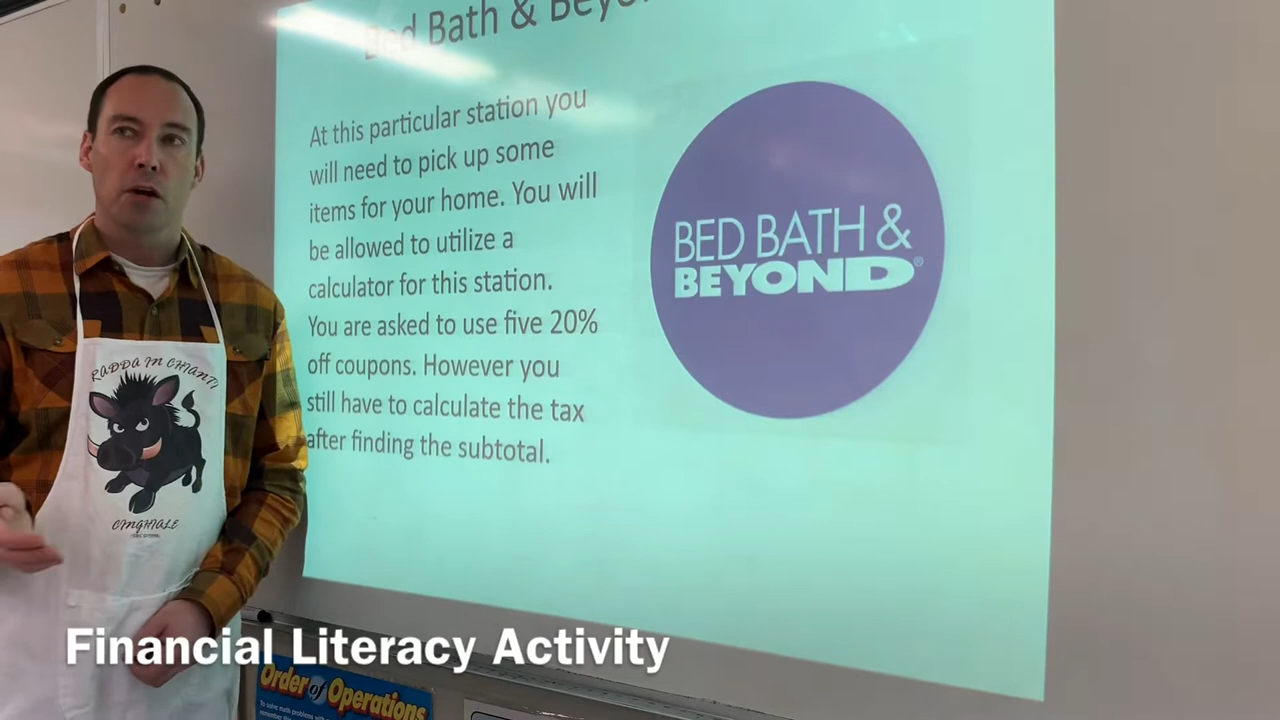 Bed Bath & Beyo
At this particular station you
will need to pick up some
items for your home. You will
be allowed to utilize a
calculator for this station.
You are asked to use five 20%
off coupons. However you
still have to calculate the tax
after finding the subtotal.
BED BATH &
BEYOND®
RADDA IN CHIANTI
CINGHIALE
Financial Literacy Activity
Order of Operations